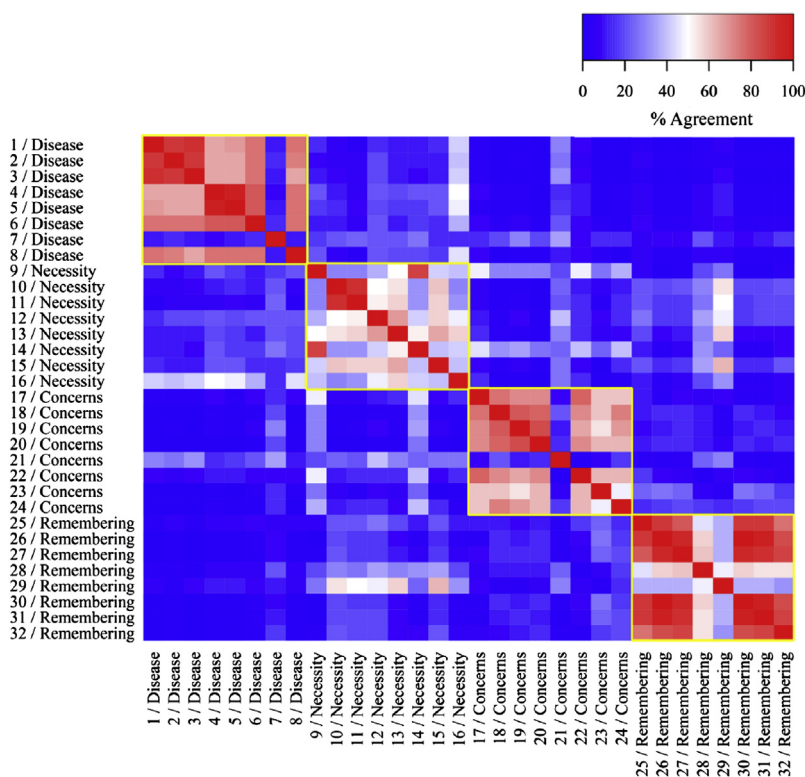 0 20 40 60 80 100
% Agreement
1 / Disease
2 / Disease
3 / Disease
4 / Disease
5 / Disease
6 / Disease
7 / Disease
8 / Disease
9 / Necessity
10 / Necessity
11 / Necessity
12 / Necessity
13 / Necessity
14 / Necessity
15 / Necessity
16 / Necessity
17 / Concerns
18 / Concerns
19 / Concerns
20 / Concerns
21 / Concerns
22 / Concerns
23 / Concerns
24 / Concerns
25 / Remembering
26 / Remembering
27 / Remembering
28 / Remembering
29 / Remembering
30 / Remembering
31 / Remembering
32 / Remembering
1 / Disease
2 / Disease
3 / Disease
4 / Disease
5 / Disease
6 / Disease
7 / Disease
8 / Disease
9 / Necessity
10 / Necessity
11 / Necessity
12 / Necessity
13 / Necessity
14 / Necessity
15 / Necessity
16 / Necessity
17 / Concerns
18 / Concerns
19 / Concerns
20 / Concerns
21 / Concerns
22 / Concerns
23 / Concerns
24 / Concerns
25 / Remembering
26 / Remembering
27 / Remembering
28 / Remembering
29 / Remembering
30 / Remembering
31 / Remembering
32 / Remembering